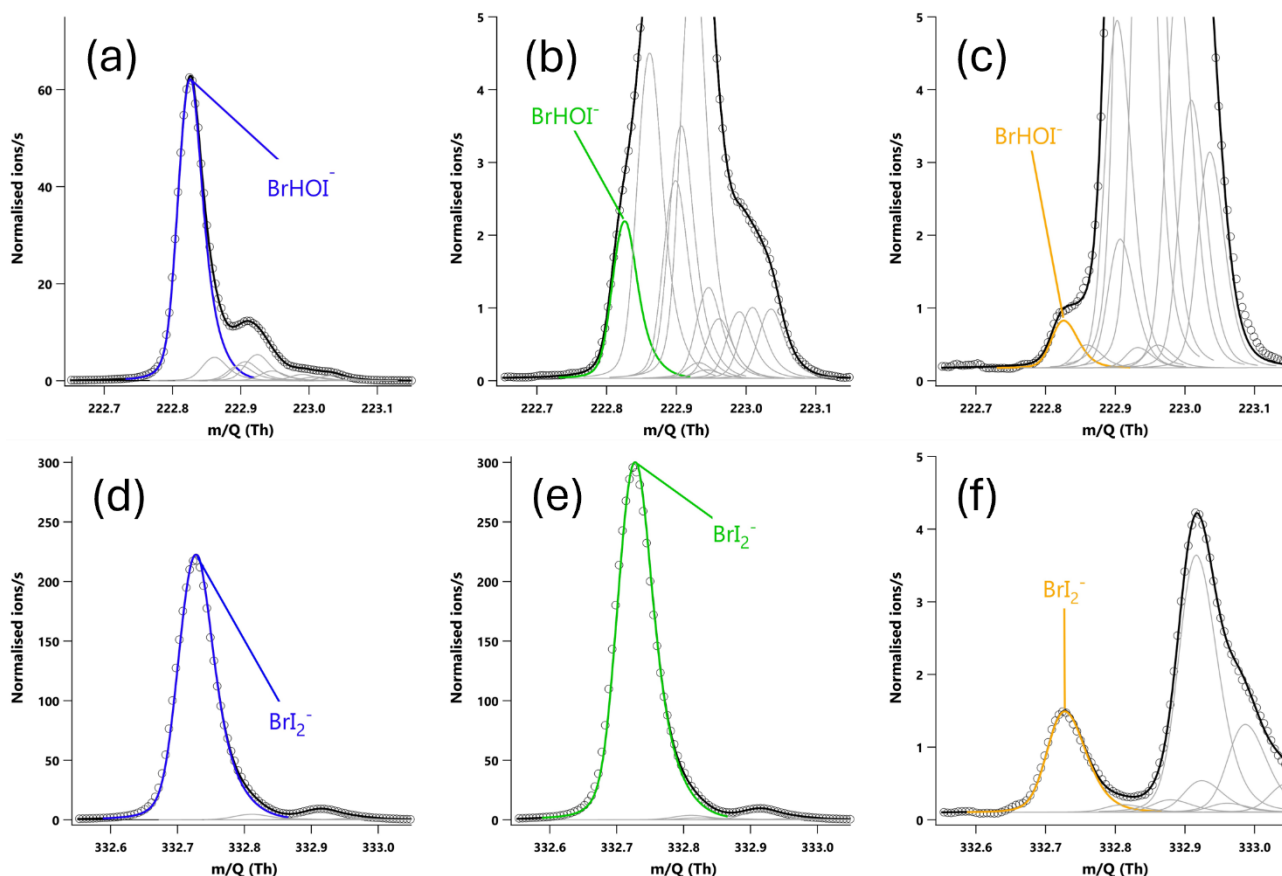 (a)
Normalised ions/s
60
40
20
0
BrHOI⁻
222.7 222.8 222.9 223.0 223.1
m/Q (Th)
(b)
Normalised ions/s
5
4
3
2
1
0
BrHOI⁻
222.7 222.8 222.9 223.0 223.1
m/Q (Th)
(c)
Normalised ions/s
5
4
3
2
1
0
BrHOI⁻
222.7 222.8 222.9 223.0 223.1
m/Q (Th)
(d)
Normalised ions/s
300
250
200
150
100
50
0
BrI₂⁻
332.6 332.7 332.8 332.9 333.0
m/Q (Th)
(e)
Normalised ions/s
300
250
200
150
100
50
0
BrI₂⁻
332.6 332.7 332.8 332.9 333.0
m/Q (Th)
(f)
Normalised ions/s
5
4
3
2
1
0
BrI₂⁻
332.6 332.7 332.8 332.9 333.0
m/Q (Th)